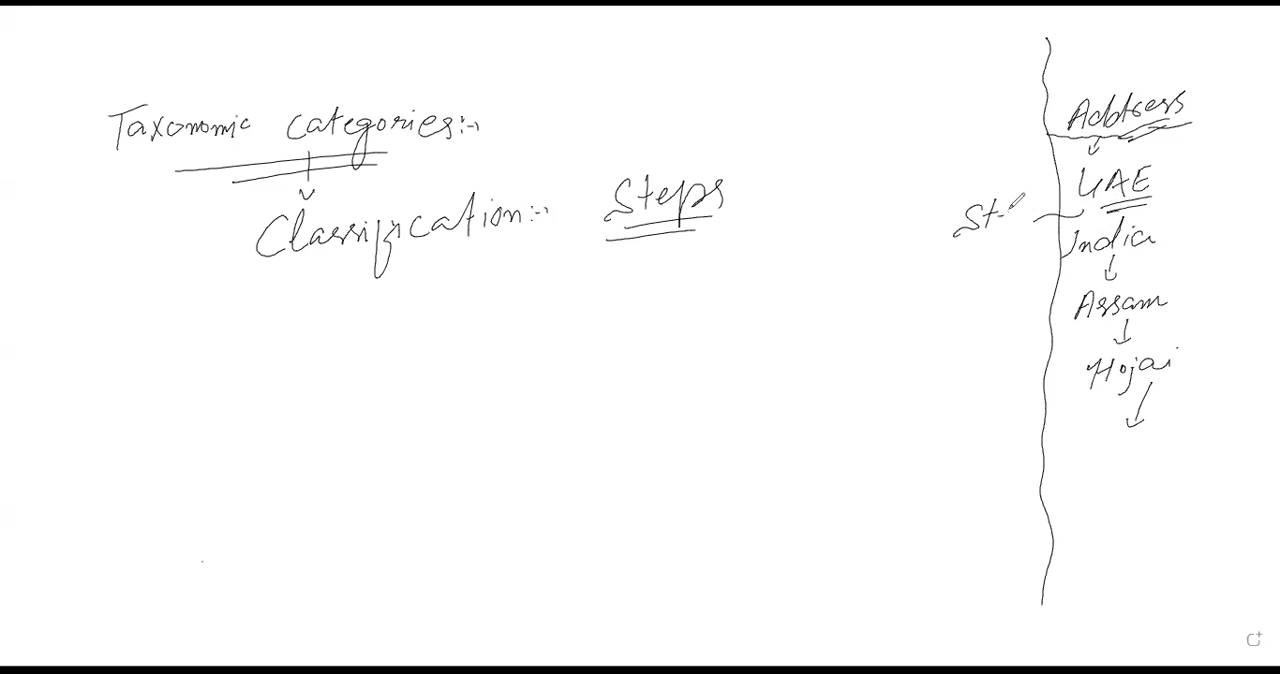 Taxonomic categories:-
Classification:- Steps
Address
UAE
St-
India
Assam
Hojai